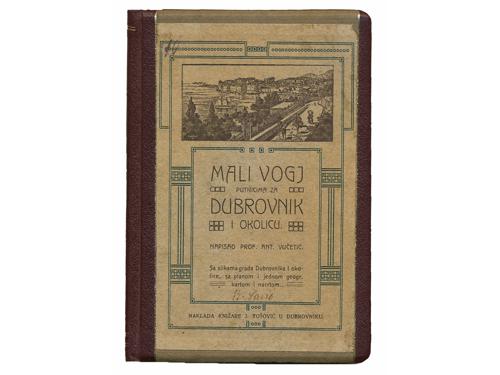 MALI VOGJ
PUTNICIMA ZA
DUBROVNIK
I OKOLICU.
NAPISAO PROF. ANT. VUČETIĆ.
Sa slikama grada Dubrovnika i oko-
lice, sa planom i jednom geogr.
kartom i nacrtom.
NAKLADA KNJIŽARE J. TOŠOVIĆ U DUBROVNIKU.